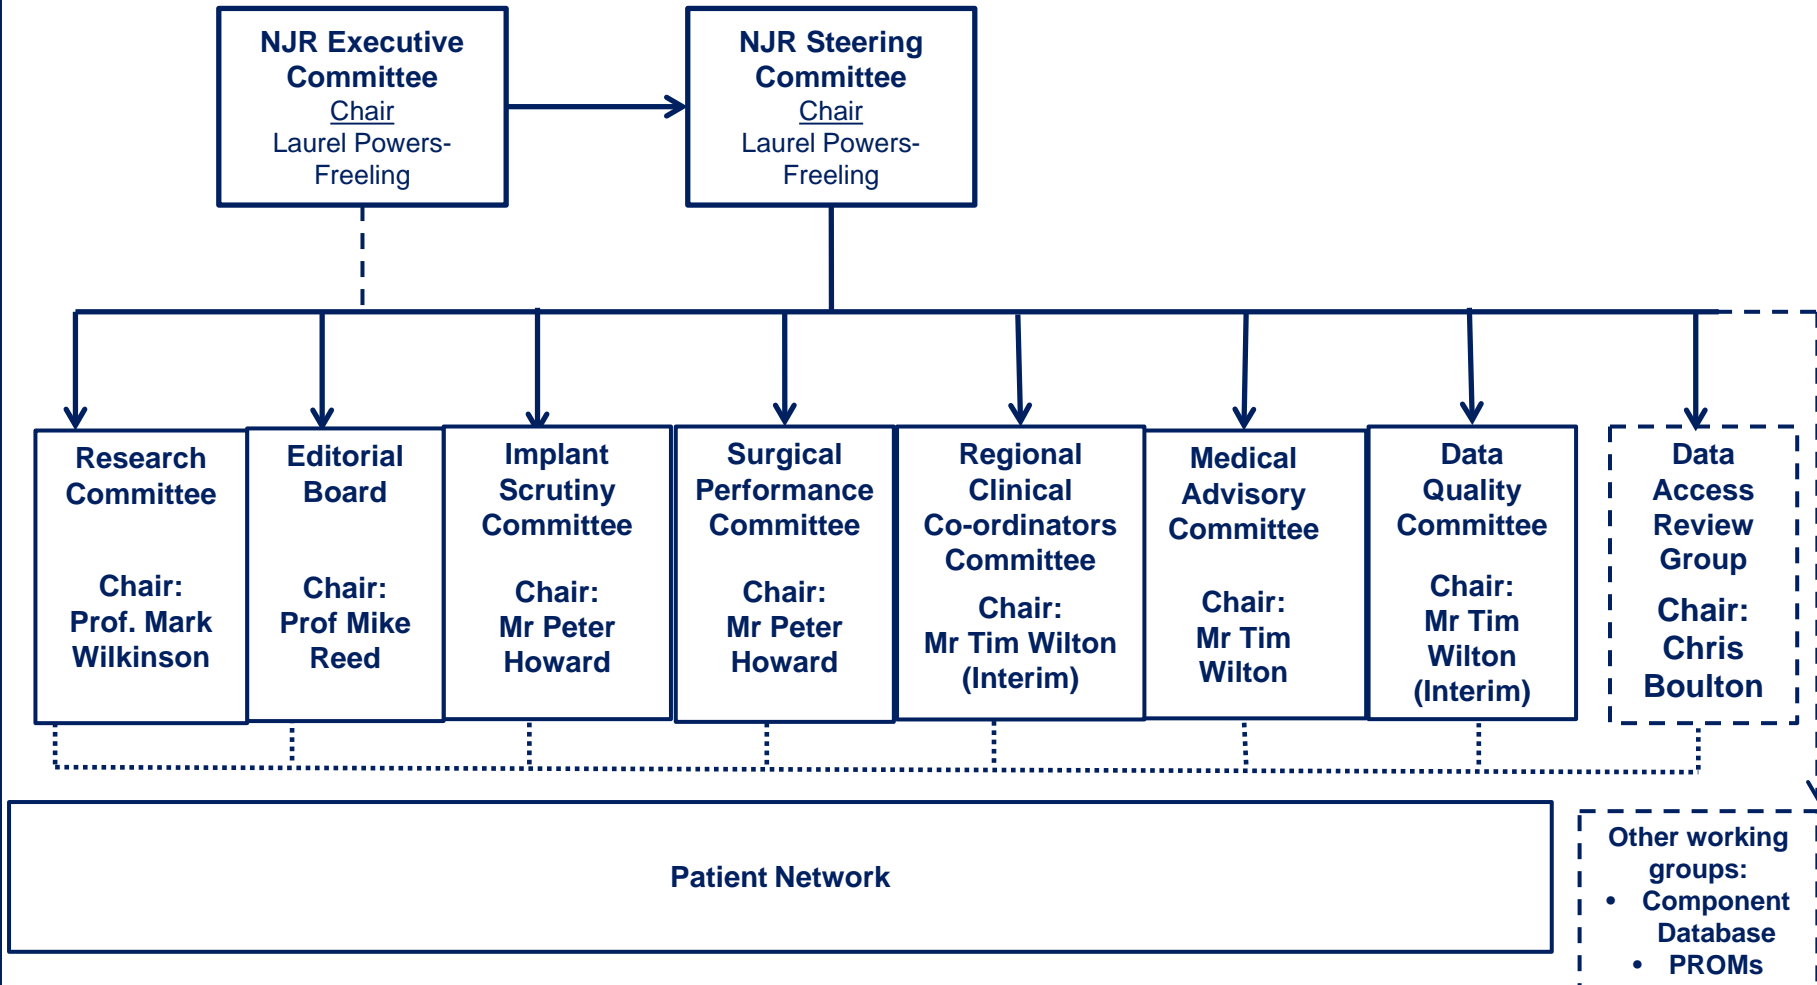 NJR Executive
Committee
Chair
Laurel Powers-
Freeling
NJR Steering
Committee
Chair
Laurel Powers-
Freeling
Research
Committee
Chair:
Prof. Mark
Wilkinson
Editorial
Board
Chair:
Prof Mike
Reed
Implant
Scrutiny
Committee
Chair:
Mr Peter
Howard
Surgical
Performance
Committee
Chair:
Mr Peter
Howard
Regional
Clinical
Co-ordinators
Committee
Chair:
Mr Tim Wilton
(Interim)
Medical
Advisory
Committee
Chair:
Mr Tim
Wilton
Data
Quality
Committee
Chair:
Mr Tim
Wilton
(Interim)
Data
Access
Review
Group
Chair:
Chris
Boulton
Patient Network
Other working
groups:
• Component
Database
• PROMs